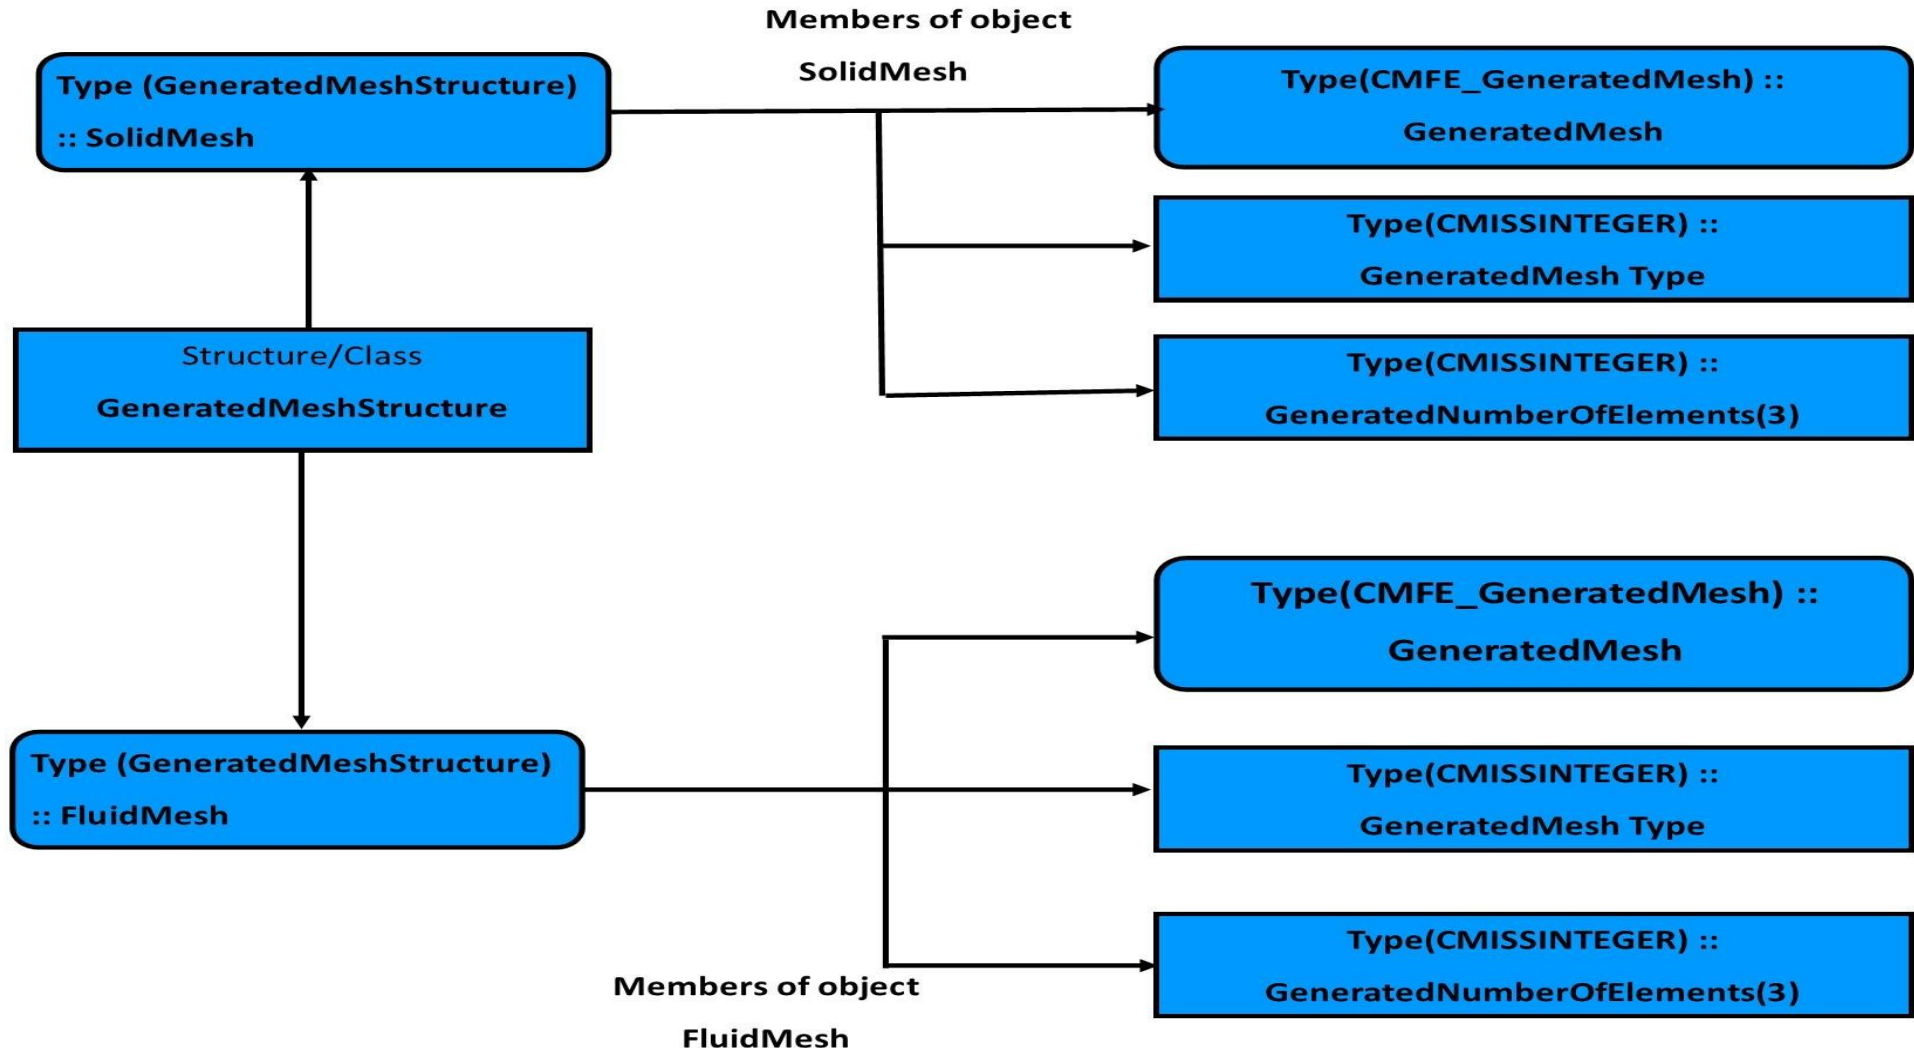 Members of object
SolidMesh
Type (GeneratedMeshStructure)
:: SolidMesh
Type(CMFE_GeneratedMesh) ::
GeneratedMesh
Type(CMISSINTEGER) ::
GeneratedMesh Type
Structure/Class
GeneratedMeshStructure
Type(CMISSINTEGER) ::
GeneratedNumberOfElements(3)
Type(CMFE_GeneratedMesh) ::
GeneratedMesh
Type (GeneratedMeshStructure)
:: FluidMesh
Type(CMISSINTEGER) ::
GeneratedMesh Type
Type(CMISSINTEGER) ::
GeneratedNumberOfElements(3)
Members of object
FluidMesh